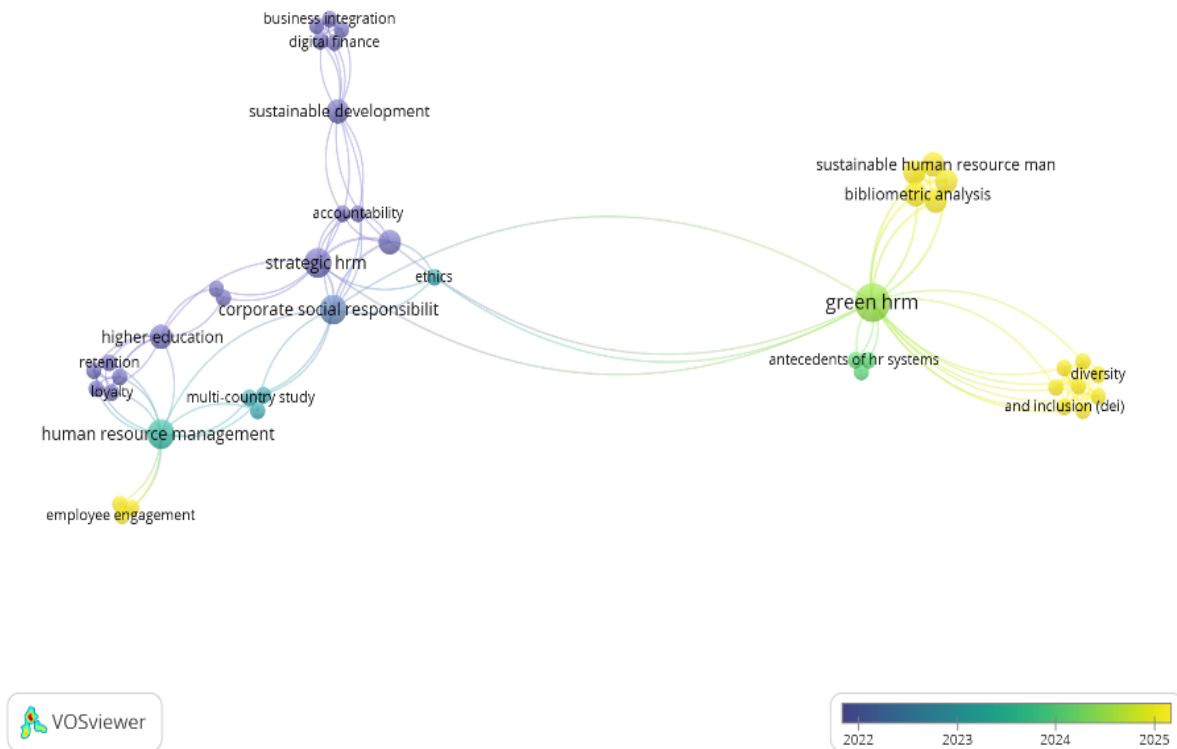 business integration
digital finance
sustainable development
sustainable human resource man
bibliometric analysis
accountability
strategic hrm
ethics
corporate social responsibilit
green hrm
higher education
retention
loyalty
multi-country study
antecedents of hr systems
diversity
and inclusion (dei)
human resource management
employee engagement
VOSviewer
2022 2023 2024 2025